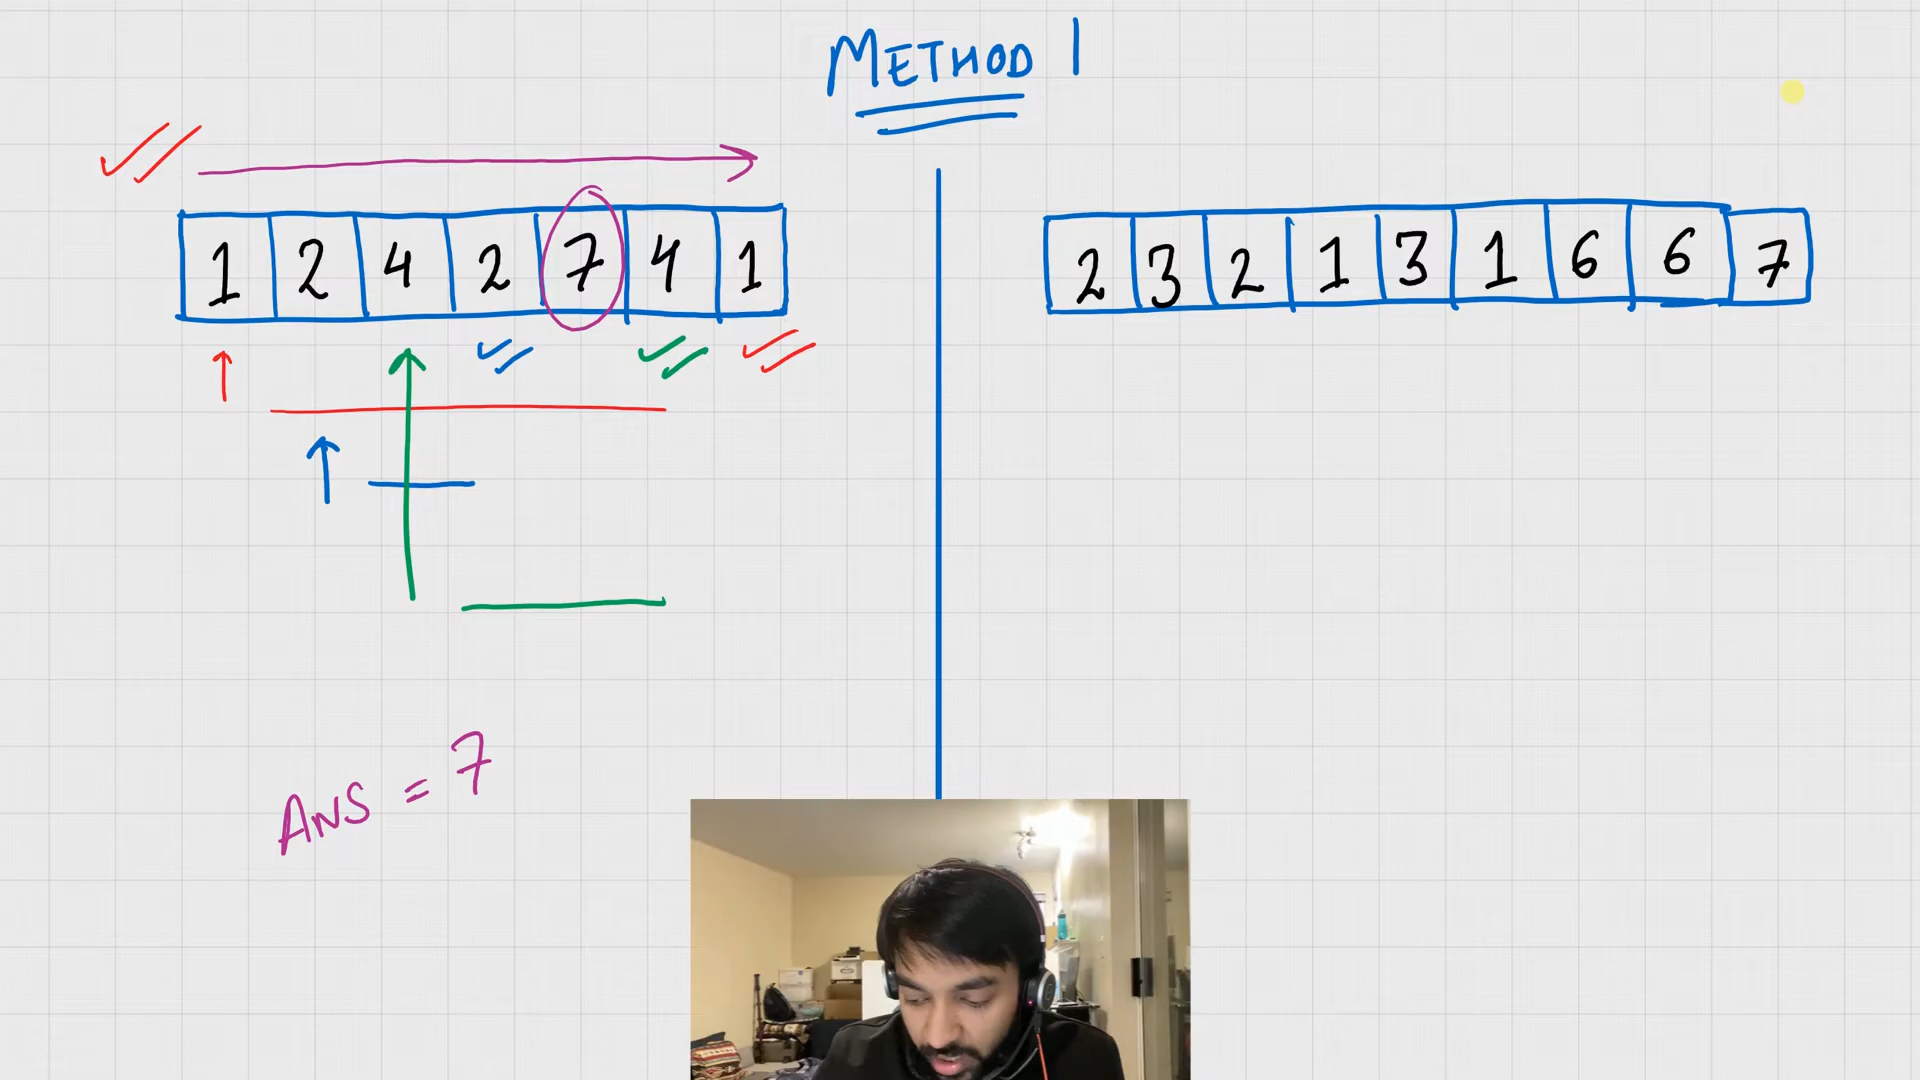 METHOD 1
1 2 4 2 7 4 1
2 3 2 1 3 1 6 6 7
ANS = 7